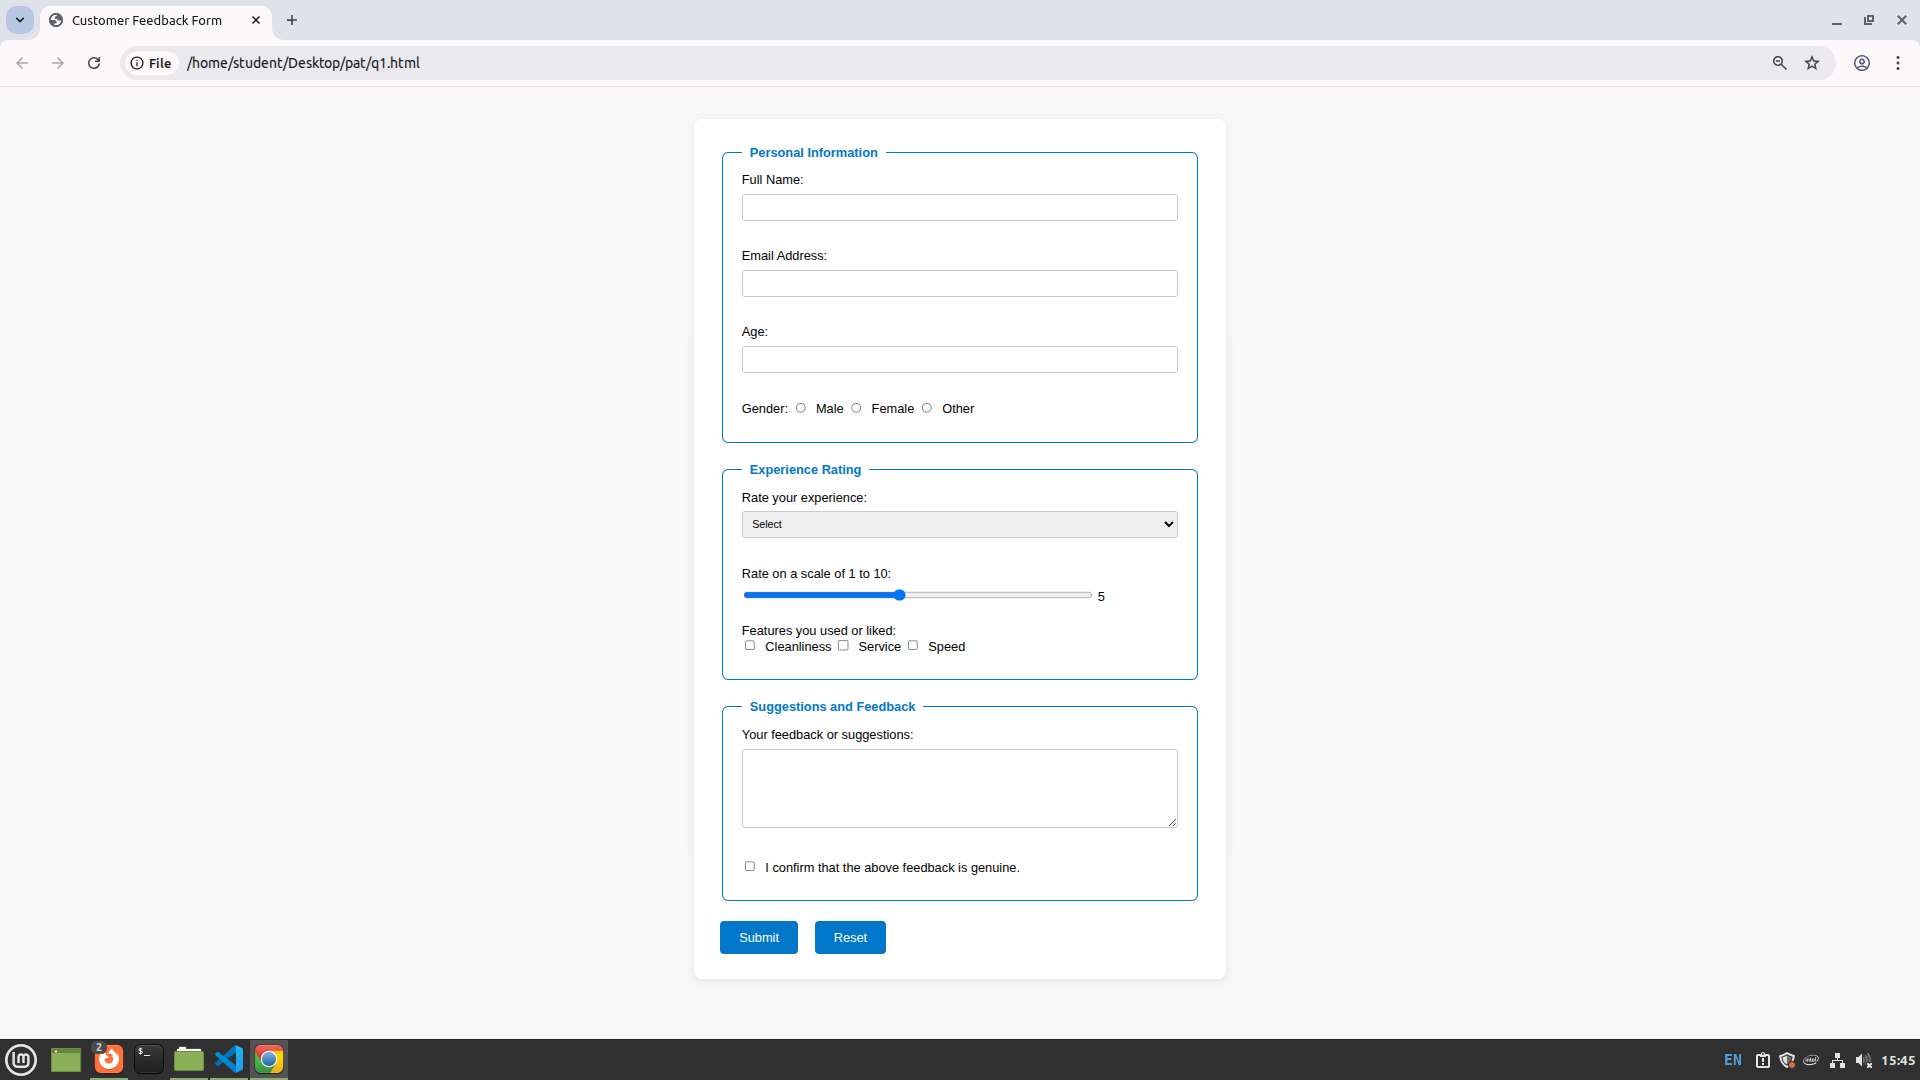 Customer Feedback Form
File /home/student/Desktop/pat/q1.html
Personal Information
Full Name:
Email Address:
Age:
Gender: Male Female Other
Experience Rating
Rate your experience:
Select
Rate on a scale of 1 to 10:
5
Features you used or liked:
Cleanliness Service Speed
Suggestions and Feedback
Your feedback or suggestions:
I confirm that the above feedback is genuine.
Submit Reset
2 $_ EN intel 15:45